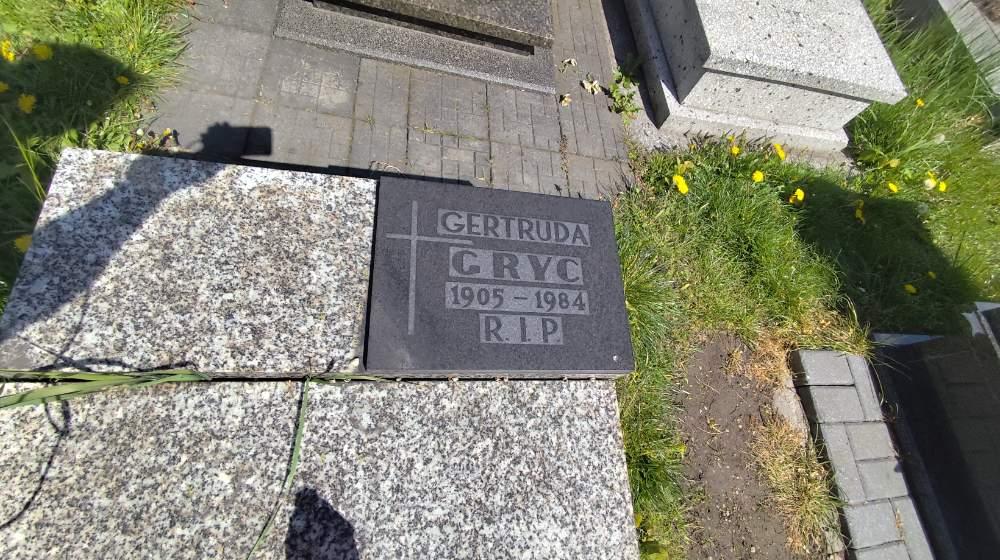 GERTRUDA
GRYC
1905 – 1984
R.I.P.